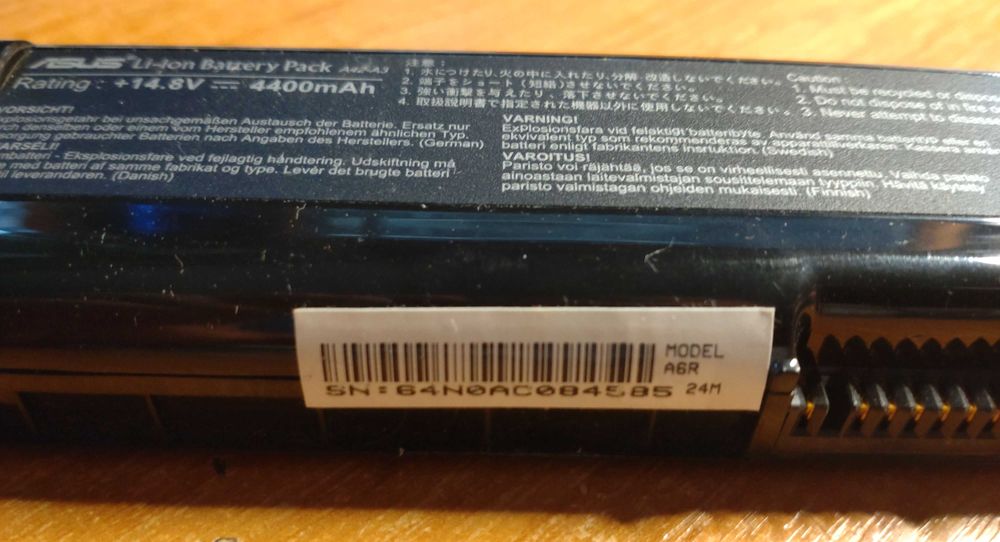 ASUS Li-Ion Battery Pack A42-A3
Rating : +14.8V 4400mAh
VORSICHT!
Explosionsgefahr bei unsachgemäßen Austausch der Batterie. Ersatz nur
durch denselben oder einem vom Hersteller empfohlenem ähnlichen Typ.
gebrauchter Batterien nach Angaben des Herstellers. (German)
ADVARSEL!
batteri - Eksplosionsfare ved fejlagtig håndtering. Udskiftning må
batteri af samme fabrikat og type. Levér det brugte batteri
leverandøren. (Danish)
注意:
1. 水につけたり, 火の中に入れたり, 分解, 改造しないでください。
2. 端子をショート (短絡) させないでください。
3. 強い衝撃を与えたり, 落下させないでください。
4. 取扱説明書で指定された機器以外に使用しないでください。
VARNING!
Explosionsfara vid felaktigt batteribyte. Använd samma batterityp eller en
ekvivalent typ som rekommenderas av apparattillverkaren. Kassera
batteri enligt fabrikantens instruktion. (Swedish)
VAROITUS!
Paristo voi räjähtää, jos se on virheellisesti asennettu. Vaihda paristo
ainoastaan laitevalmistajan sousittelemaan tyyppiin. Hävitä käytetty
paristo valmistagan ohjeiden mukaisesti. (Finnish)
Caution
1. Must be recycled or disposed
2. Do not dispose of in fire
3. Never attempt to disassemble
MODEL
A6R
SN:64N0AC084585 24M